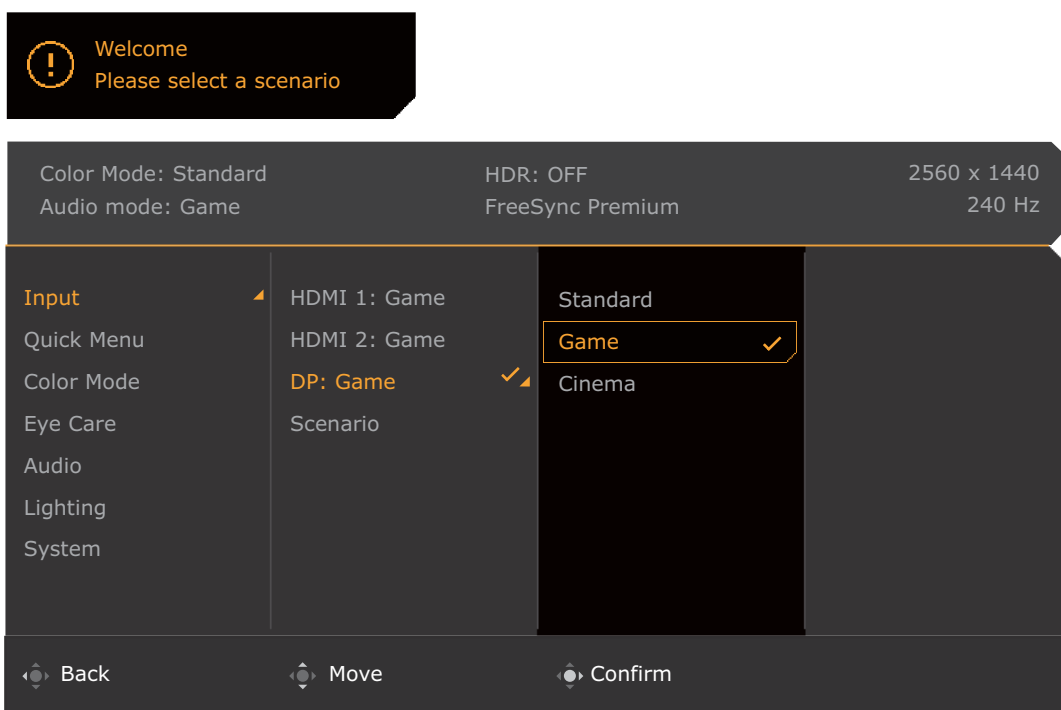 Welcome
Please select a scenario
Color Mode: Standard
HDR: OFF
2560 x 1440
Audio mode: Game
FreeSync Premium
240 Hz
Input
HDMI 1: Game
Standard
Quick Menu
HDMI 2: Game
Game
Color Mode
DP: Game
Cinema
Eye Care
Scenario
Audio
Lighting
System
Back
Move
Confirm